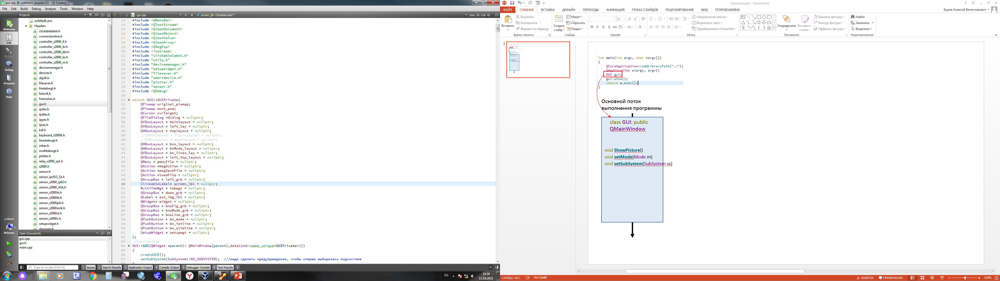 gui.cpp @ untitled1 [master15] - Qt Creator
File Edit Build Debug Analyze Tools Window Help
Projects
gui.cpp
#
screen_lbl: ClickableLabel *
Line: 50, Col: 42
Welcome
Edit
Design
Debug
Projects
Help
untitled1
Release
untitled1.pro
Headers
clickablelabel.h
connectionline.h
controller_s2000_4.h
controller_s2000_bi.h
controller_s2000_bki.h
controller_s2000_ks.h
controller_s2000_m.h
devicemanager.h
devices.h
dip34.h
filesaver.h
firetabwgt.h
foton4.h
fotonshex.h
gui.h
ipdex.h
ipdlex.h
ippex.h
iprex.h
kdl.h
keyboard_s2000k.h
linestabwgt.h
mkex.h
multitabwgt.h
plotter.h
relay_s2000_sp1.h
s2000.h
sensor.h
sensor_ipr513_3a.h
sensor_s2000_ip02.h
sensor_s2000_shik.h
sensor_s2000ik.h
sensor_s2000kt.h
sensor_s2000pik.h
sensor_s2000smk.h
sensor_s2000st.h
sensor_s2000v.h
setupwidget.h
shoroxex.h
Open Documents
gui.cpp
gui.h
main.cpp
13 #include <QMenuBar>
14 #include <QTextStream>
15 #include <QJsonDocument>
16 #include <QJsonObject>
17 #include <QJsonValue>
18 #include <QJsonArray>
19 #include <QRegExp>
20 #include <iostream>
21 #include "clickablelabel.h"
22 #include "utils.h"
23 #include "devicemanager.h"
24 #include "setupwidget.h"
25 #include "filesaver.h"
26 #include "smartdevice.h"
27 #include "plotter.h"
28 #include "sensor.h"
29 #include <QDebug>
30
31 struct GUI::GUIPrivate{
32 QPixmap original_pixmap;
33 QPixmap work_pxm;
34 QCursor curTarget;
35 QFileDialog *dialog = nullptr;
36 QVBoxLayout * mainlayout = nullptr;
37 QVBoxLayout * left_lay = nullptr;
38 QHBoxLayout * toplayout = nullptr;
39 //QHBoxLayout * figurelayout = nullptr;
40 //QHBoxLayout * modelayout = nullptr;
41 QHBoxLayout * bns_layout = nullptr;
42 QHBoxLayout * bnMode_layout = nullptr;
43 QVBoxLayout * bn_lines_lay = nullptr;
44 QVBoxLayout * left_top_layout = nullptr;
45 QMenu * pmnuFile = nullptr;
46 QAction *msgAction = nullptr;
47 QAction *msgSaveFile = nullptr;
48 QAction *loadFile = nullptr;
49 QGroupBox * left_grb = nullptr;
50 ClickableLabel* screen_lbl = nullptr;
51 MultiTabWgt * tabwgt = nullptr;
52 QGroupBox * down_grb = nullptr;
53 QLabel * ext_img_lbl = nullptr;
54 QWidget* widget = nullptr;
55 QGroupBox * bnsFig_grb = nullptr;
56 QGroupBox * bnsMode_grb = nullptr;
57 QGroupBox * bnsLine_grb = nullptr;
58 QPushButton * bn_mode = nullptr;
59 QPushButton * bn_fatline = nullptr;
60 QPushButton * bn_slimline = nullptr;
61 SetupWidget * setupwgt = nullptr;
62 };
63 //конструктор
64 GUI::GUI(QWidget *parent): QMainWindow(parent),data(std::make_unique<GUIPrivate>())
65 {
66 createGUI();
67 setSubSystem(SubSystem::NO_SUBSYSTEM); ///надо сделать предупреждение, чтобы сперва выбиралась подсистема
Type to locate (Ctrl+K)
1 Issues 2 Search Results 3 Application Output 4 Compile Output 5 Debugger Console 8 Test Results
EN
14:34
13.10.2021
Презентация1 - PowerPoint
ФАЙЛ ГЛАВНАЯ ВСТАВКА ДИЗАЙН ПЕРЕХОДЫ АНИМАЦИЯ ПОКАЗ СЛАЙДОВ РЕЦЕНЗИРОВАНИЕ ВИД STORYBOARDING
Буров Алексей Вячеславович
Вставить
Вырезать
Копировать
Формат по образцу
Буфер обмена
Создать слайд
Макет
Сбросить
Раздел
Слайды
12
Ж К Ч S abc AV Aa A
Шрифт
Направление текста
Выровнять текст
Преобразовать в SmartArt
Абзац
Упорядочить
Экспресс-стили
Заливка фигуры
Контур фигуры
Эффекты фигуры
Рисование
Найти
Заменить
Выделить
Редактирование
1
int main(int argc, char *argv[])
{
QCoreApplication::addLibraryPath("./");
QApplication a(argc, argv);
GUI gui;
gui.show();
return a.exec();
}
Основной поток
выполнения программы
class GUI: public
QMainWindow
void ShowPicture()
void setMode(Mode m)
void setSubSystem(SubSystem ss)
СЛАЙД 1 ИЗ 1
РУССКИЙ
ЗАМЕТКИ
ПРИМЕЧАНИЯ
119%